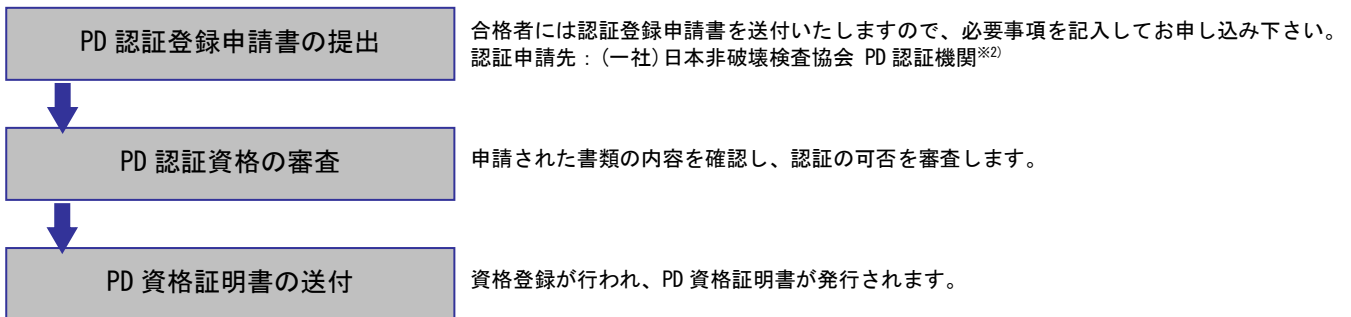 PD 認証登録申請書の提出
合格者には認証登録申請書を送付いたしますので、必要事項を記入してお申し込み下さい。
認証申請先：(一社)日本非破壊検査協会 PD 認証機関※2)
PD 認証資格の審査
申請された書類の内容を確認し、認証の可否を審査します。
PD 資格証明書の送付
資格登録が行われ、PD 資格証明書が発行されます。